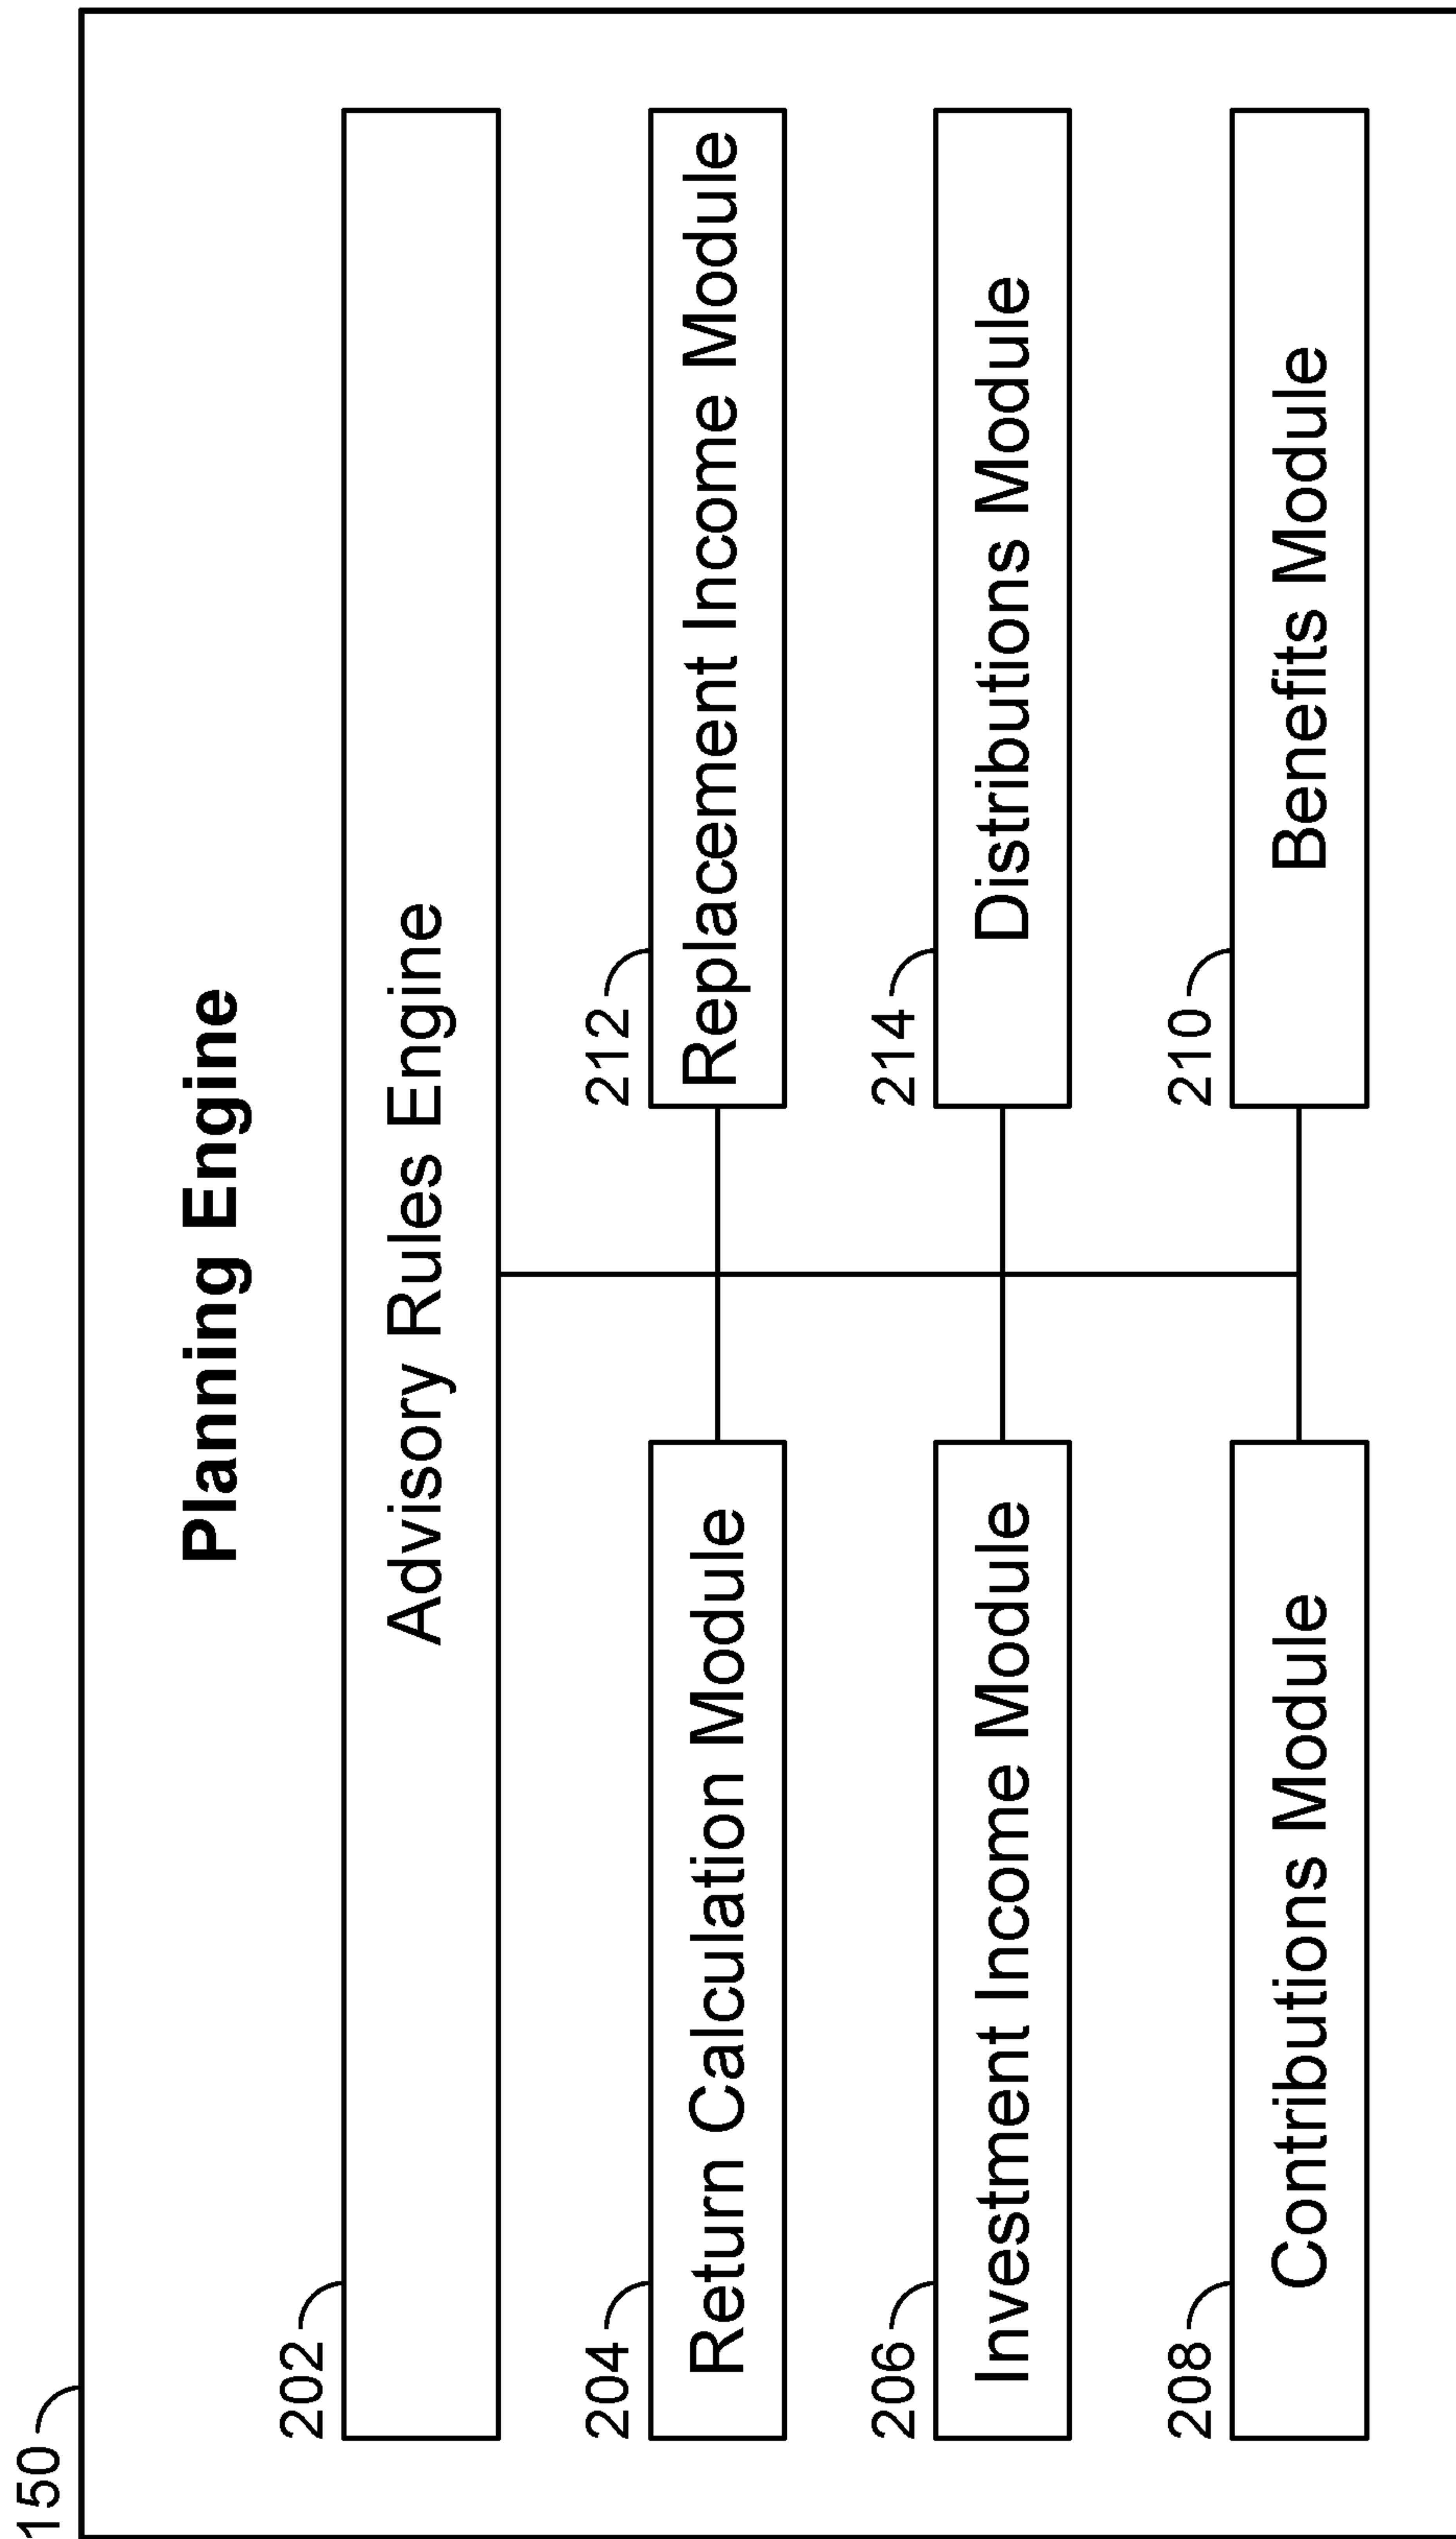 150
Planning Engine
202
Advisory Rules Engine
204
Return Calculation Module
212
Replacement Income Module
206
Investment Income Module
214
Distributions Module
208
Contributions Module
210
Benefits Module